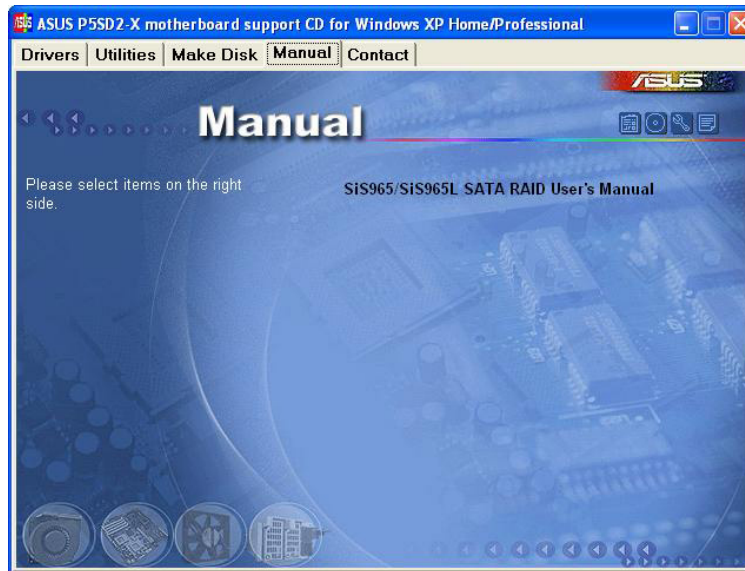 ASUS P5SD2-X motherboard support CD for Windows XP Home/Professional
Drivers Utilities Make Disk Manual Contact
ASUS
Manual
Please select items on the right
side.
SiS965/SiS965L SATA RAID User's Manual